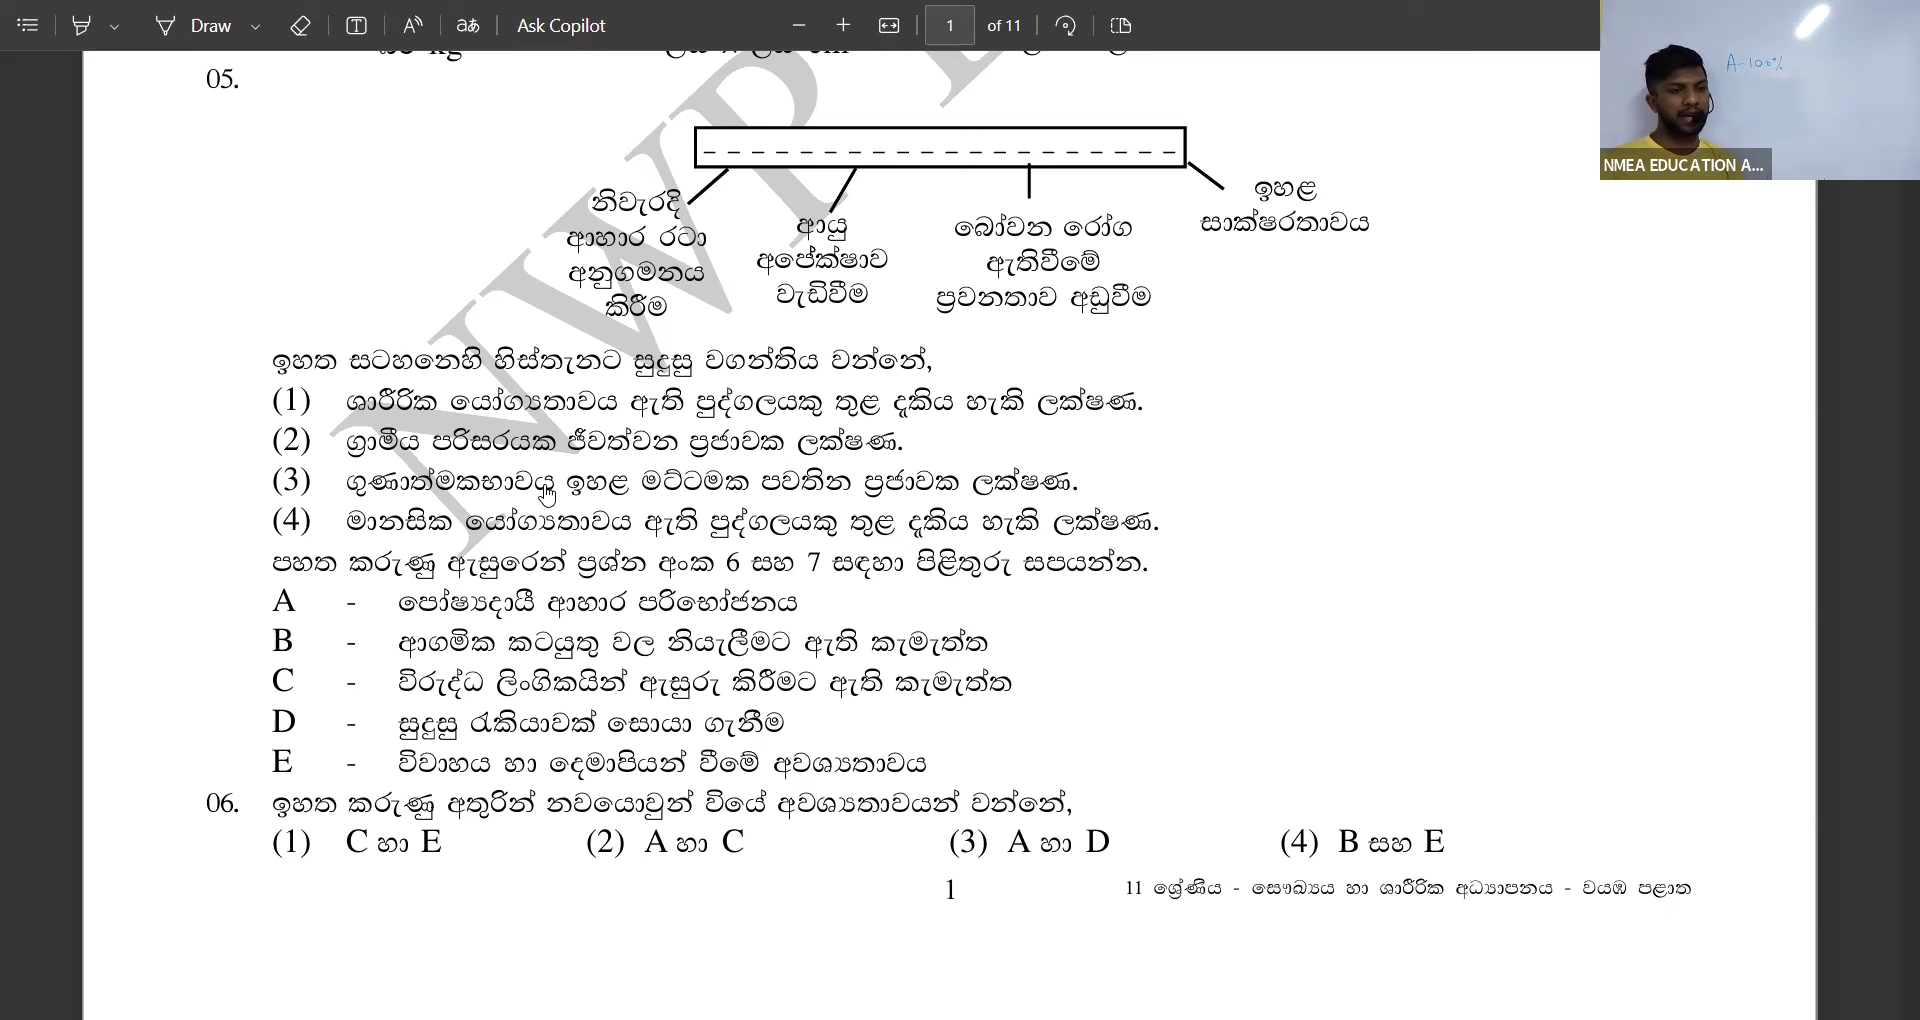 Draw
Ask Copilot
1 of 11
A-100%
NMEA EDUCATION A...
05.
නිවැරදි ආහාර රටා අනුගමනය කිරීම
ආයු අපේක්ෂාව වැඩිවීම
බෝවන රෝග ඇතිවීමේ ප්‍රවනතාව අඩුවීම
ඉහළ සාක්ෂරතාවය
ඉහත සටහනෙහි හිස්තැනට සුදුසු වගන්තිය වන්නේ,
(1) ශාරීරික යෝග්‍යතාවය ඇති පුද්ගලයකු තුළ දැකිය හැකි ලක්ෂණ.
(2) ග්‍රාමීය පරිසරයක ජීවත්වන ප්‍රජාවක ලක්ෂණ.
(3) ගුණාත්මකභාවය ඉහළ මට්ටමක පවතින ප්‍රජාවක ලක්ෂණ.
(4) මානසික යෝග්‍යතාවය ඇති පුද්ගලයකු තුළ දැකිය හැකි ලක්ෂණ.
පහත කරුණු ඇසුරෙන් ප්‍රශ්න අංක 6 සහ 7 සඳහා පිළිතුරු සපයන්න.
A - පෝෂ්‍යදායී ආහාර පරිභෝජනය
B - ආගමික කටයුතු වල නියැලීමට ඇති කැමැත්ත
C - විරුද්ධ ලිංගිකයින් ඇසුරු කිරීමට ඇති කැමැත්ත
D - සුදුසු රැකියාවක් සොයා ගැනීම
E - විවාහය හා දෙමාපියන් වීමේ අවශ්‍යතාවය
06. ඉහත කරුණු අතුරින් නවයොවුන් වියේ අවශ්‍යතාවයන් වන්නේ,
(1) C හා E (2) A හා C (3) A හා D (4) B සහ E
1
11 ශ්‍රේණිය - සෞඛ්‍යය හා ශාරීරික අධ්‍යාපනය - වයඹ පළාත
NWP